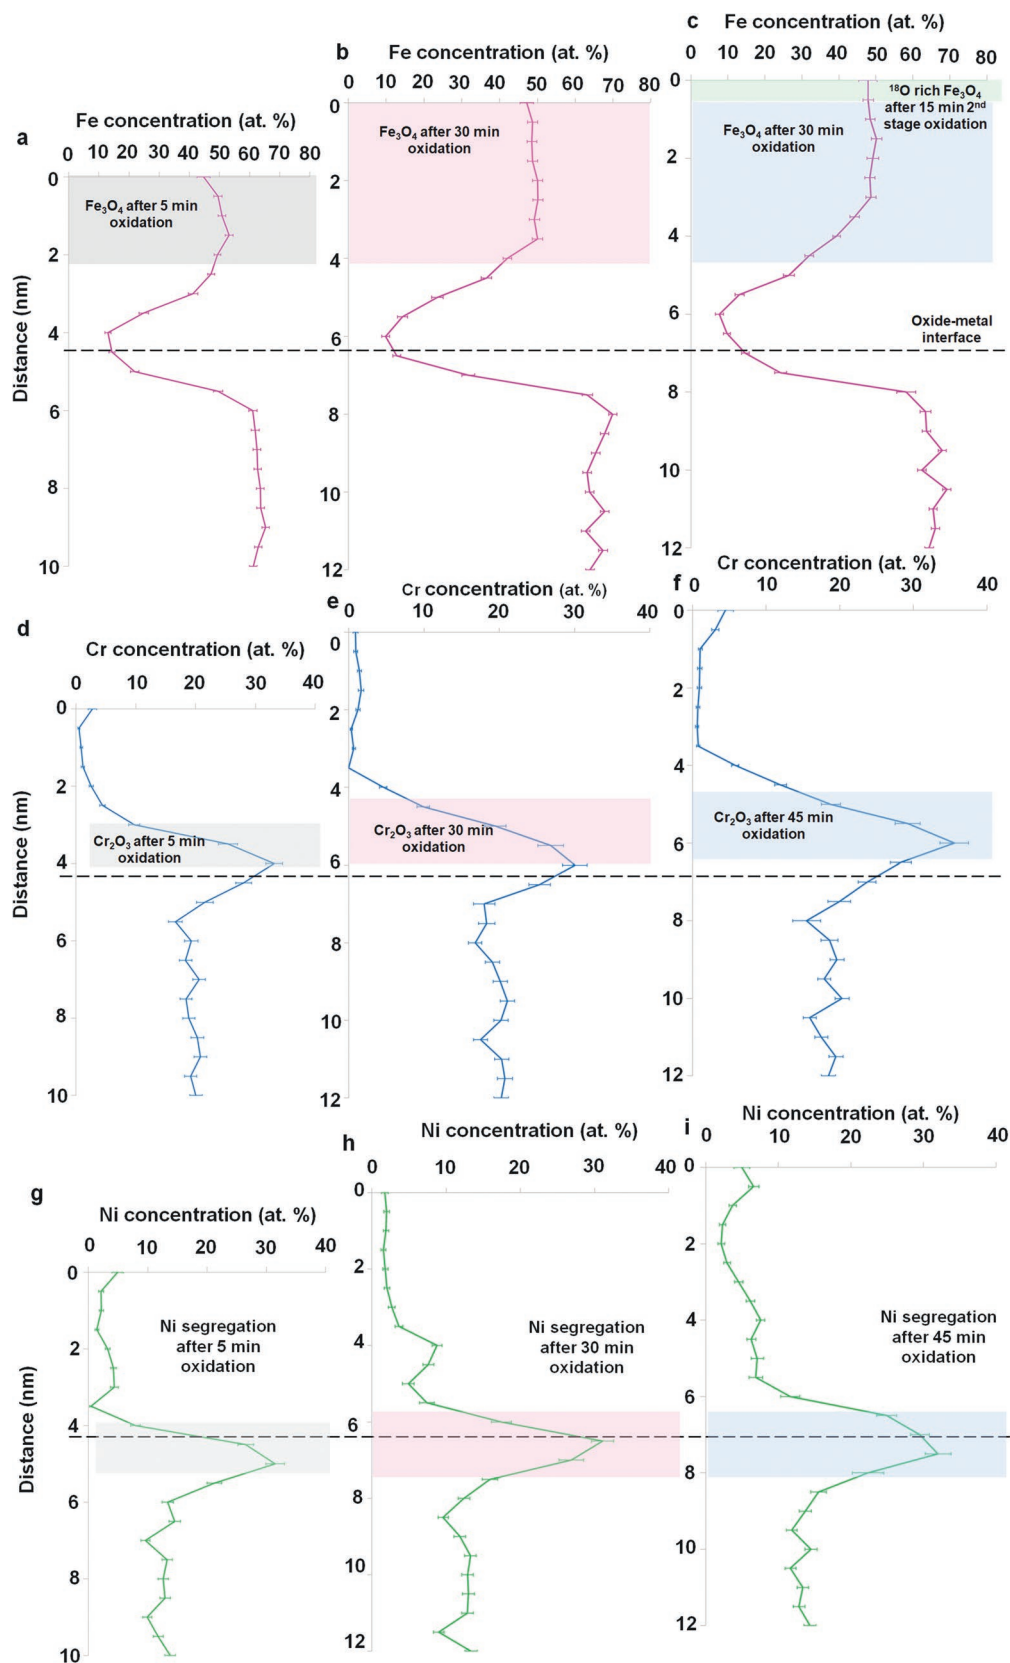 a
Fe concentration (at. %)
0 10 20 30 40 50 60 70 80
0
2
4
6
8
10
Distance (nm)
Fe3O4 after 5 min
oxidation
b
Fe concentration (at. %)
0 10 20 30 40 50 60 70 80
0
2
4
6
8
10
12
Fe3O4 after 30 min
oxidation
c
Fe concentration (at. %)
0 10 20 30 40 50 60 70 80
0
2
4
6
8
10
12
18O rich Fe3O4
after 15 min 2nd
stage oxidation
Fe3O4 after 30 min
oxidation
Oxide-metal
interface
d
Cr concentration (at. %)
0 10 20 30 40
0
2
4
6
8
10
Distance (nm)
Cr2O3 after 5 min
oxidation
e
Cr concentration (at. %)
0 10 20 30 40
0
2
4
6
8
10
12
Cr2O3 after 30 min
oxidation
f
Cr concentration (at. %)
0 10 20 30 40
0
2
4
6
8
10
12
Cr2O3 after 45 min
oxidation
g
Ni concentration (at. %)
0 10 20 30 40
0
2
4
6
8
10
Distance (nm)
Ni segregation
after 5 min
oxidation
h
Ni concentration (at. %)
0 10 20 30 40
0
2
4
6
8
10
12
Ni segregation
after 30 min
oxidation
i
Ni concentration (at. %)
0 10 20 30 40
0
2
4
6
8
10
12
Ni segregation
after 45 min
oxidation